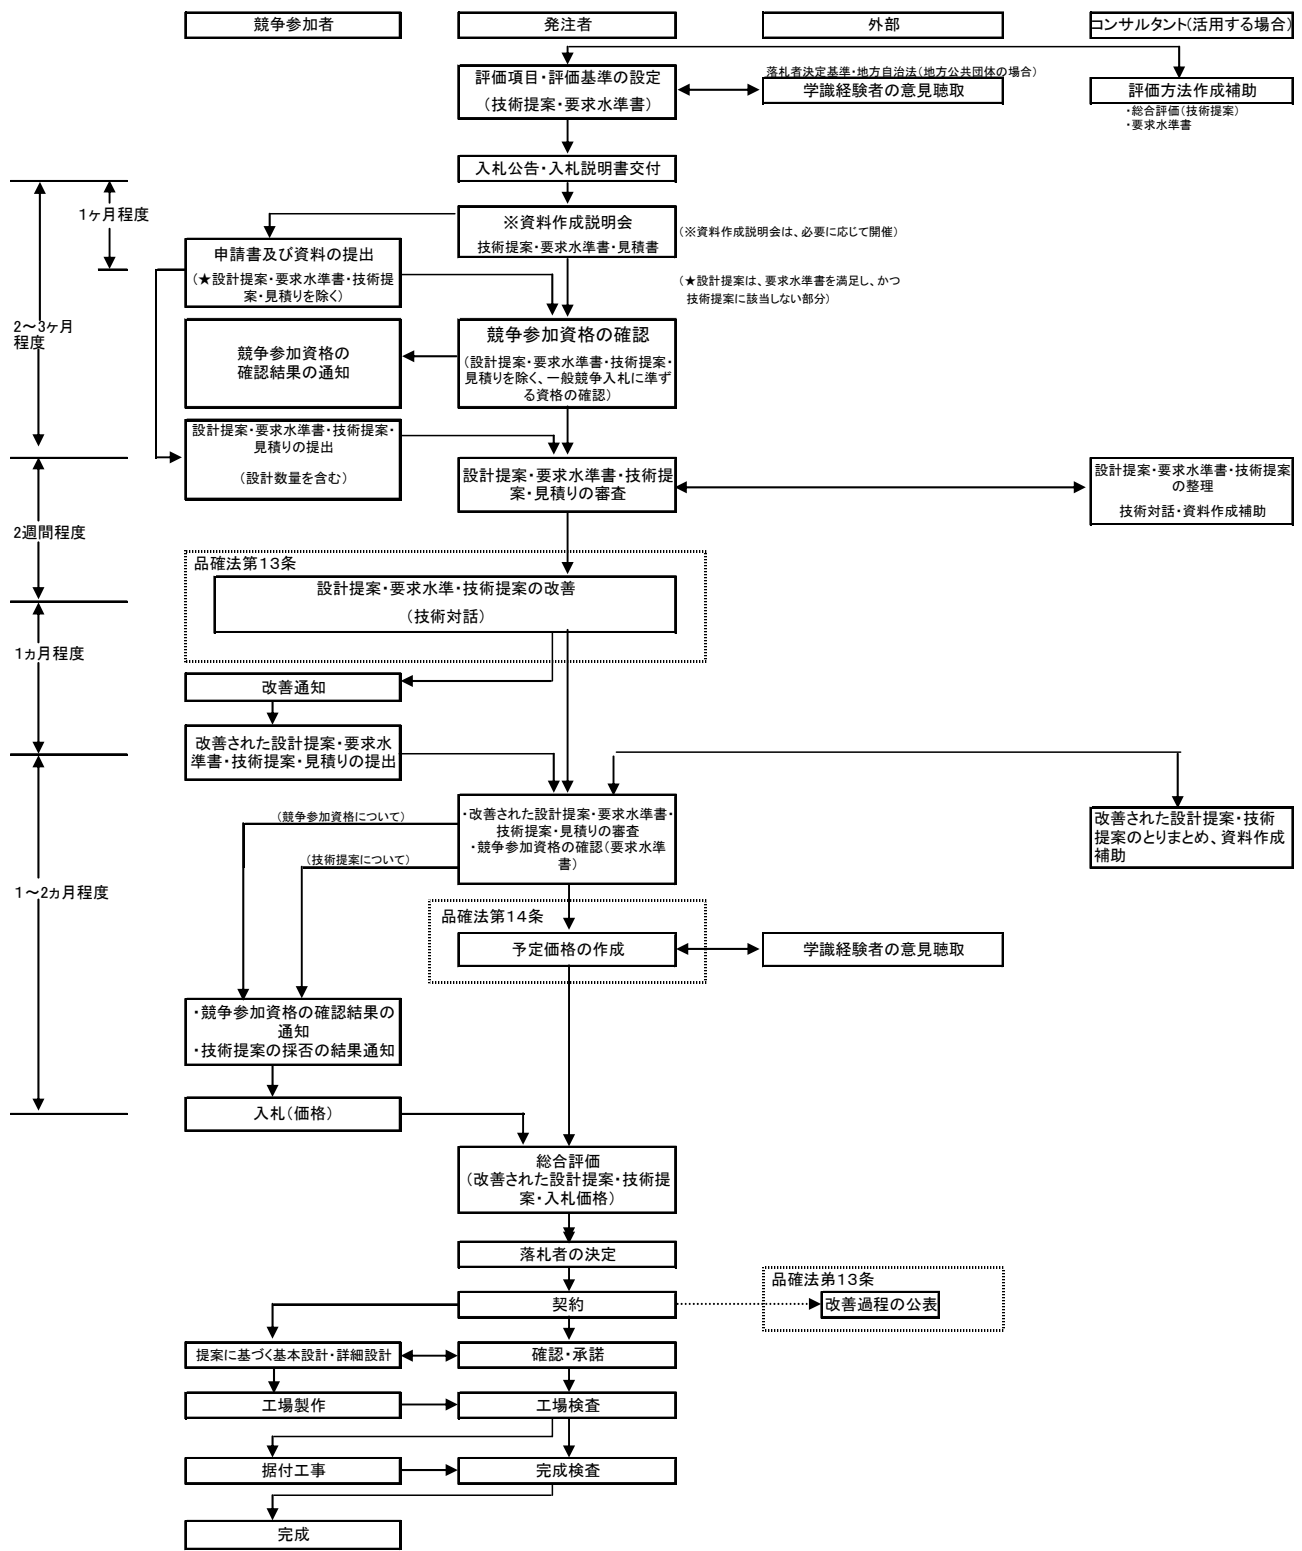 競争参加者
発注者
外部
コンサルタント(活用する場合)
評価項目・評価基準の設定
(技術提案・要求水準書)
落札者決定基準・地方自治法(地方公共団体の場合)
学識経験者の意見聴取
評価方法作成補助
・総合評価(技術提案)
・要求水準書
入札公告・入札説明書交付
1ヶ月程度
※資料作成説明会
技術提案・要求水準書・見積書
(※資料作成説明会は、必要に応じて開催)
申請書及び資料の提出
(★設計提案・要求水準書・技術提
案・見積りを除く)
(★設計提案は、要求水準書を満足し、かつ
技術提案に該当しない部分)
2～3ヶ月
程度
競争参加資格の
確認結果の通知
競争参加資格の確認
(設計提案・要求水準書・技術提案・
見積りを除く、一般競争入札に準ず
る資格の確認)
設計提案・要求水準書・技術提案・
見積りの提出
(設計数量を含む)
設計提案・要求水準書・技術提
案・見積りの審査
設計提案・要求水準書・技術提案
の整理
技術対話・資料作成補助
2週間程度
品確法第13条
設計提案・要求水準・技術提案の改善
(技術対話)
1ヵ月程度
改善通知
改善された設計提案・要求水
準書・技術提案・見積りの提出
(競争参加資格について)
・改善された設計提案・要求水準書・
技術提案・見積りの審査
・競争参加資格の確認(要求水準
書)
(技術提案について)
改善された設計提案・技術
提案のとりまとめ、資料作成
補助
1～2ヵ月程度
品確法第14条
予定価格の作成
学識経験者の意見聴取
・競争参加資格の確認結果の
通知
・技術提案の採否の結果通知
入札(価格)
総合評価
(改善された設計提案・技術提
案・入札価格)
落札者の決定
品確法弟13条
契約
改善過程の公表
提案に基づく基本設計・詳細設計
確認・承諾
工場製作
工場検査
据付工事
完成検査
完成